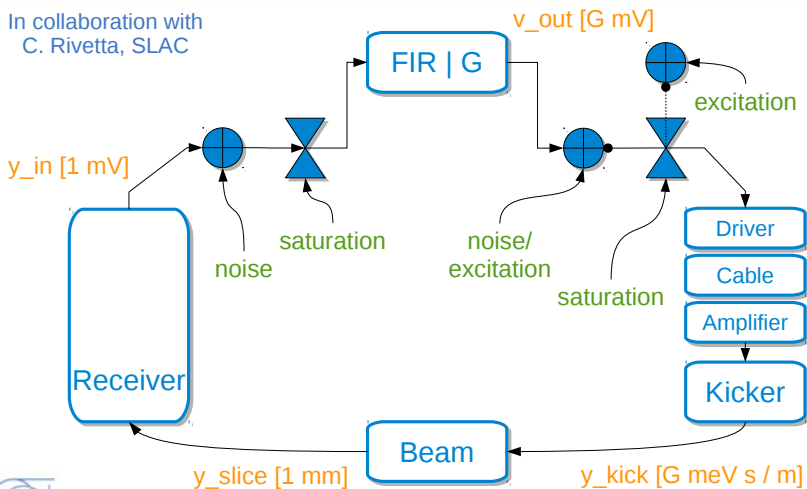 In collaboration with
C. Rivetta, SLAC
v_out [G mV]
FIR | G
excitation
y_in [1 mV]
saturation
noise
noise/
excitation
saturation
Driver
Cable
Amplifier
Receiver
Kicker
Beam
y_slice [1 mm]
y_kick [G meV s / m]